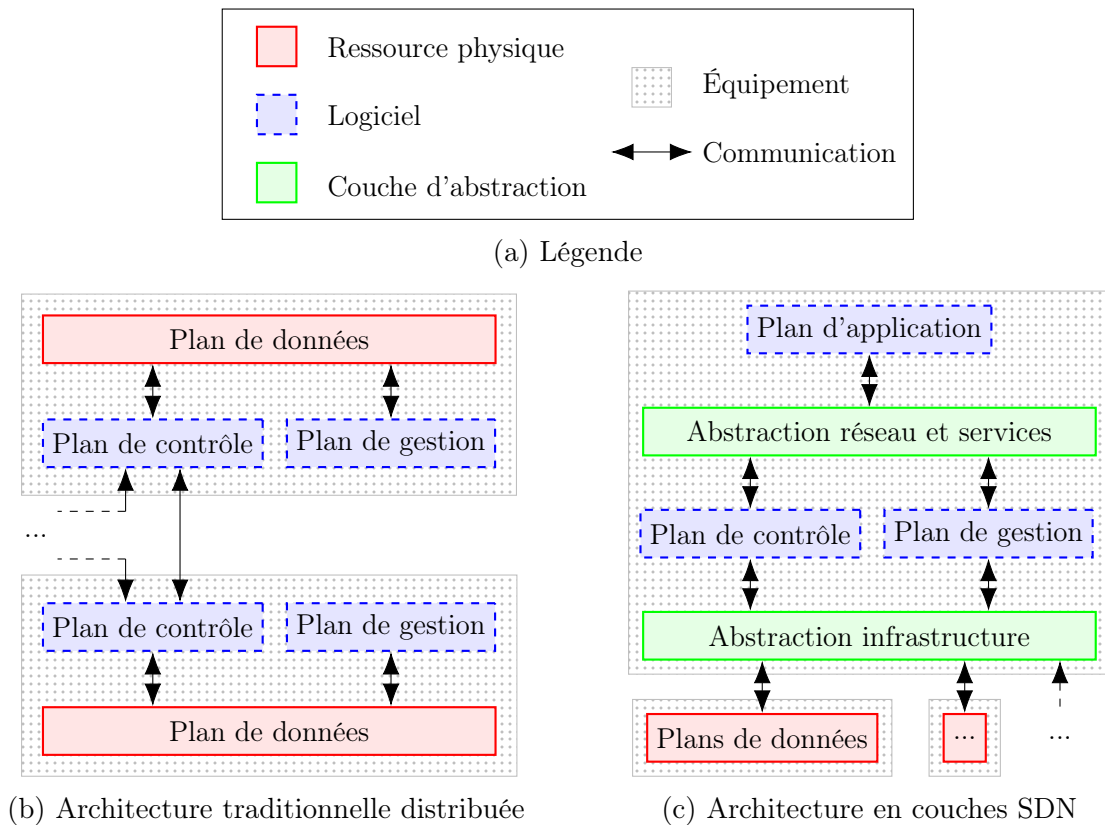 Ressource physique
Logiciel
Couche d'abstraction
Équipement
Communication
(a) Légende
Plan de données
Plan de contrôle
Plan de gestion
...
Plan de contrôle
Plan de gestion
Plan de données
(b) Architecture traditionnelle distribuée
Plan d'application
Abstraction réseau et services
Plan de contrôle
Plan de gestion
Abstraction infrastructure
Plans de données
...
...
(c) Architecture en couches SDN